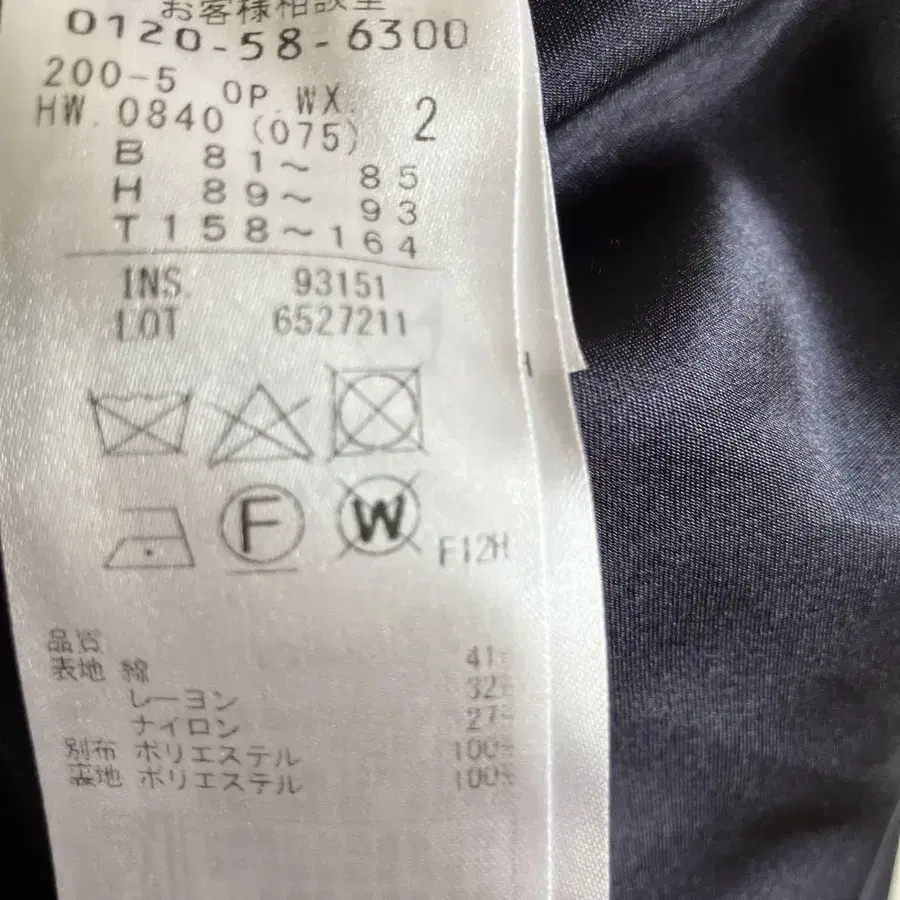 お客様相談室
0120-58-6300
200-5 OP.WX. 2
HW.0840 (075)
B 81～ 85
H 89～ 93
T158～164
INS. 93151
LOT 6527211
F W F12H
品質
表地 綿 41%
レーヨン 32%
ナイロン 27%
別布 ポリエステル 100%
裏地 ポリエステル 100%